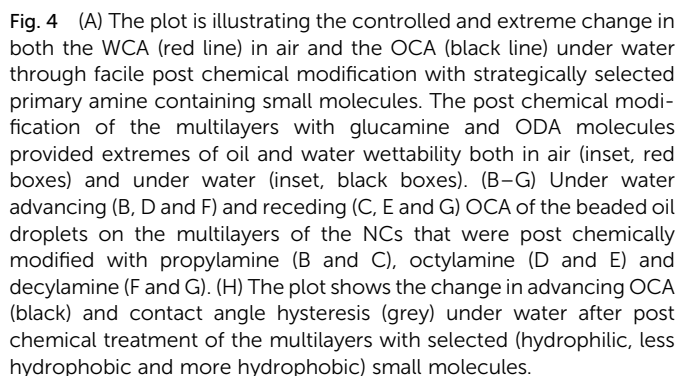 Fig. 4 (A) The plot is illustrating the controlled and extreme change in
both the WCA (red line) in air and the OCA (black line) under water
through facile post chemical modification with strategically selected
primary amine containing small molecules. The post chemical modi-
fication of the multilayers with glucamine and ODA molecules
provided extremes of oil and water wettability both in air (inset, red
boxes) and under water (inset, black boxes). (B–G) Under water
advancing (B, D and F) and receding (C, E and G) OCA of the beaded oil
droplets on the multilayers of the NCs that were post chemically
modified with propylamine (B and C), octylamine (D and E) and
decylamine (F and G). (H) The plot shows the change in advancing OCA
(black) and contact angle hysteresis (grey) under water after post
chemical treatment of the multilayers with selected (hydrophilic, less
hydrophobic and more hydrophobic) small molecules.